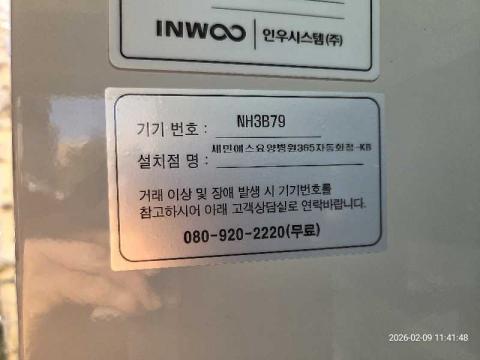 INWOO 인우시스템(주)
기기 번호 : NH3B79
설치점 명 : 세민에스요양병원365자동화점-KB
거래 이상 및 장애 발생 시 기기번호를
참고하시어 아래 고객상담실로 연락바랍니다.
080-920-2220(무료)
2026-02-09 11:41:48